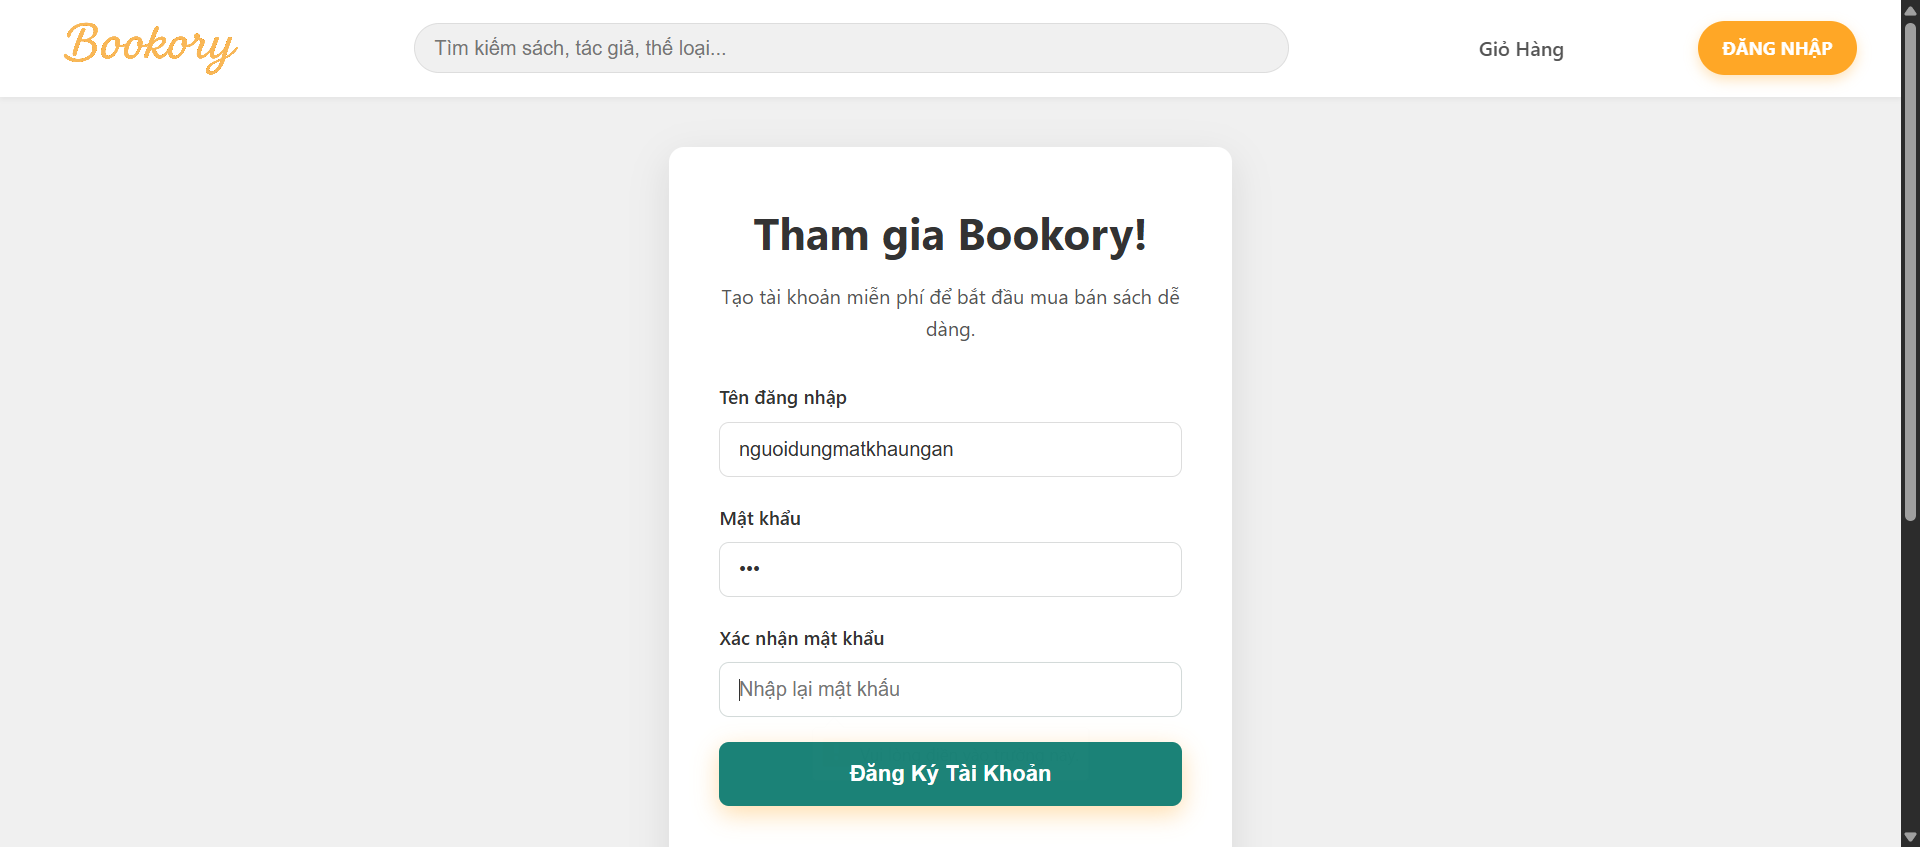 Bookory
Tìm kiếm sách, tác giả, thể loại...
Giỏ Hàng
ĐĂNG NHẬP
Tham gia Bookory!
Tạo tài khoản miễn phí để bắt đầu mua bán sách dễ
dàng.
Tên đăng nhập
nguoidungmatkhaungan
Mật khẩu
•••
Xác nhận mật khẩu
Nhập lại mật khẩu
Đăng Ký Tài Khoản